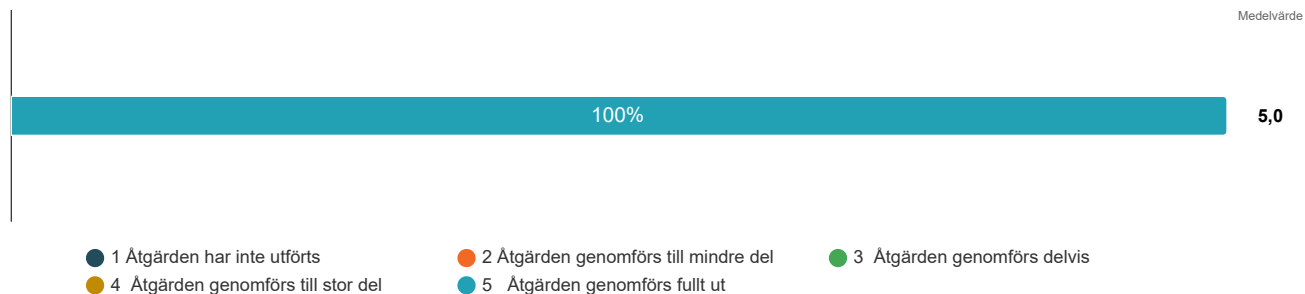 Medelvärde
100% 5,0
1 Åtgärden har inte utförts 2 Åtgärden genomförs till mindre del 3 Åtgärden genomförs delvis
4 Åtgärden genomförs till stor del 5 Åtgärden genomförs fullt ut